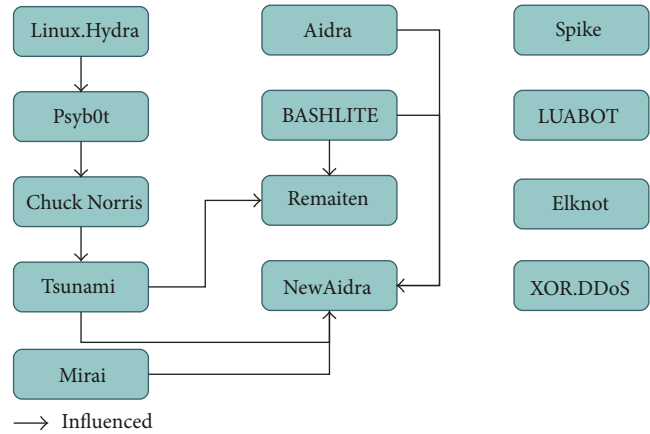 Linux.Hydra
Aidra
Spike
Psyb0t
BASHLITE
LUABOT
Chuck Norris
Remaiten
Elknot
Tsunami
NewAidra
XOR.DDoS
Mirai
Influenced